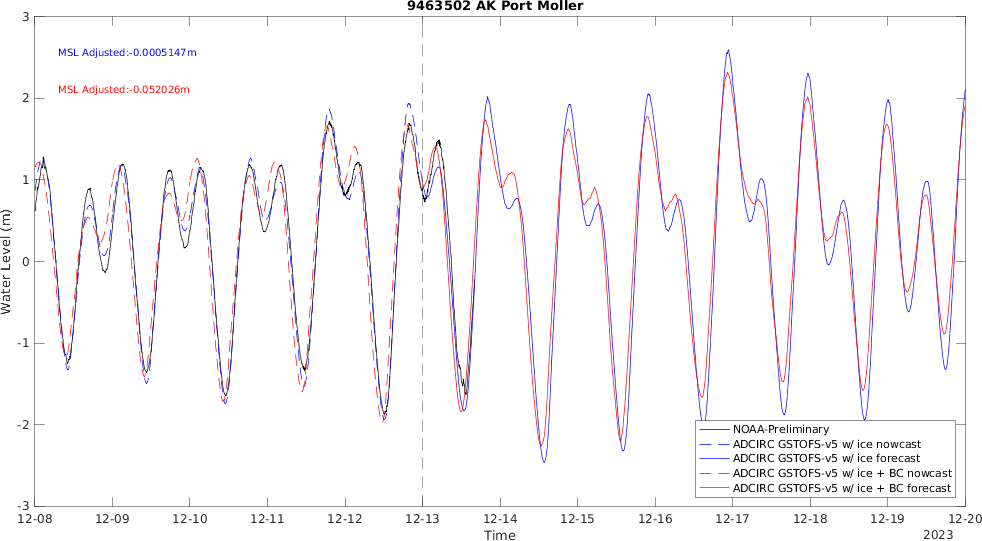 9463502 AK Port Moller
MSL Adjusted:-0.0005147m
MSL Adjusted:-0.052026m
Water Level (m)
3
2
1
0
-1
-2
-3
NOAA-Preliminary
ADCIRC GSTOFS-v5 w/ ice nowcast
ADCIRC GSTOFS-v5 w/ ice forecast
ADCIRC GSTOFS-v5 w/ ice + BC nowcast
ADCIRC GSTOFS-v5 w/ ice + BC forecast
12-08 12-09 12-10 12-11 12-12 12-13 12-14 12-15 12-16 12-17 12-18 12-19 12-20
Time
2023